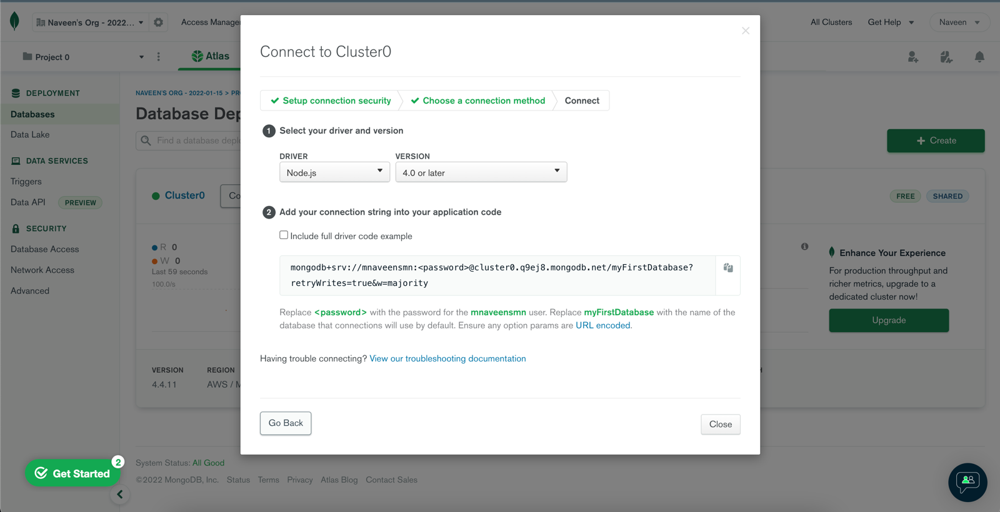 Naveen's Org - 2022...
Access Manage
All Clusters
Get Help
Naveen
Project 0
Atlas
DEPLOYMENT
Databases
Data Lake
DATA SERVICES
Triggers
Data API
PREVIEW
SECURITY
Database Access
Network Access
Advanced
NAVEEN'S ORG - 2022-01-15 > PR
Database Dep
Find a database deplo
Create
Cluster0
Co
FREE
SHARED
R 0
W 0
Last 59 seconds
100.0/s
Enhance Your Experience
For production throughput and
richer metrics, upgrade to a
dedicated cluster now!
Upgrade
VERSION
4.4.11
REGION
AWS / M
Connect to Cluster0
Setup connection security
Choose a connection method
Connect
1 Select your driver and version
DRIVER
VERSION
Node.js
4.0 or later
2 Add your connection string into your application code
Include full driver code example
mongodb+srv://mnaveensmn:<password>@cluster0.q9ej8.mongodb.net/myFirstDatabase?
retryWrites=true&w=majority
Replace <password> with the password for the mnaveensmn user. Replace myFirstDatabase with the name of the
database that connections will use by default. Ensure any option params are URL encoded.
Having trouble connecting? View our troubleshooting documentation
Go Back
Close
System Status: All Good
©2022 MongoDB, Inc. Status Terms Privacy Atlas Blog Contact Sales
Get Started
2